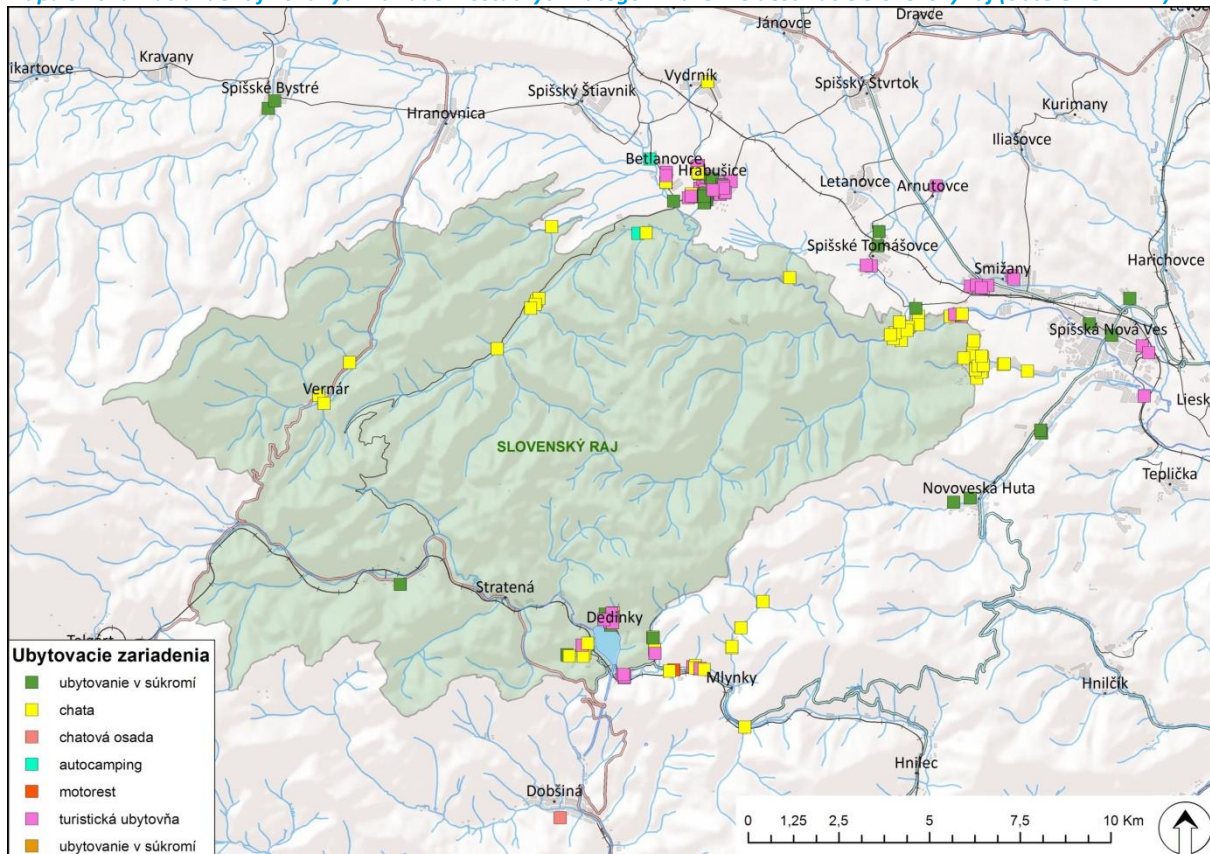 Jánovce
Dravce
Kravany
Vydrník
Spišský Štvrtok
Spišské Bystré
Spišský Štiavnik
Kurimany
Hranovnica
Iliašovce
Betlanovce
Hrabušice
Letanovce
Arnutovce
Spišské Tomášovce
Smižany
Harichovce
Spišská Nová Ves
Vernár
SLOVENSKÝ RAJ
Teplička
Novoveská Huta
Stratená
Dedinky
Mlynky
Hnilčík
Hnilec
Dobšiná
Ubytovacie zariadenia
ubytovanie v súkromí
chata
chatová osada
autocamping
motorest
turistická ubytovňa
ubytovanie v súkromí
0 1,25 2,5 5 7,5 10 Km